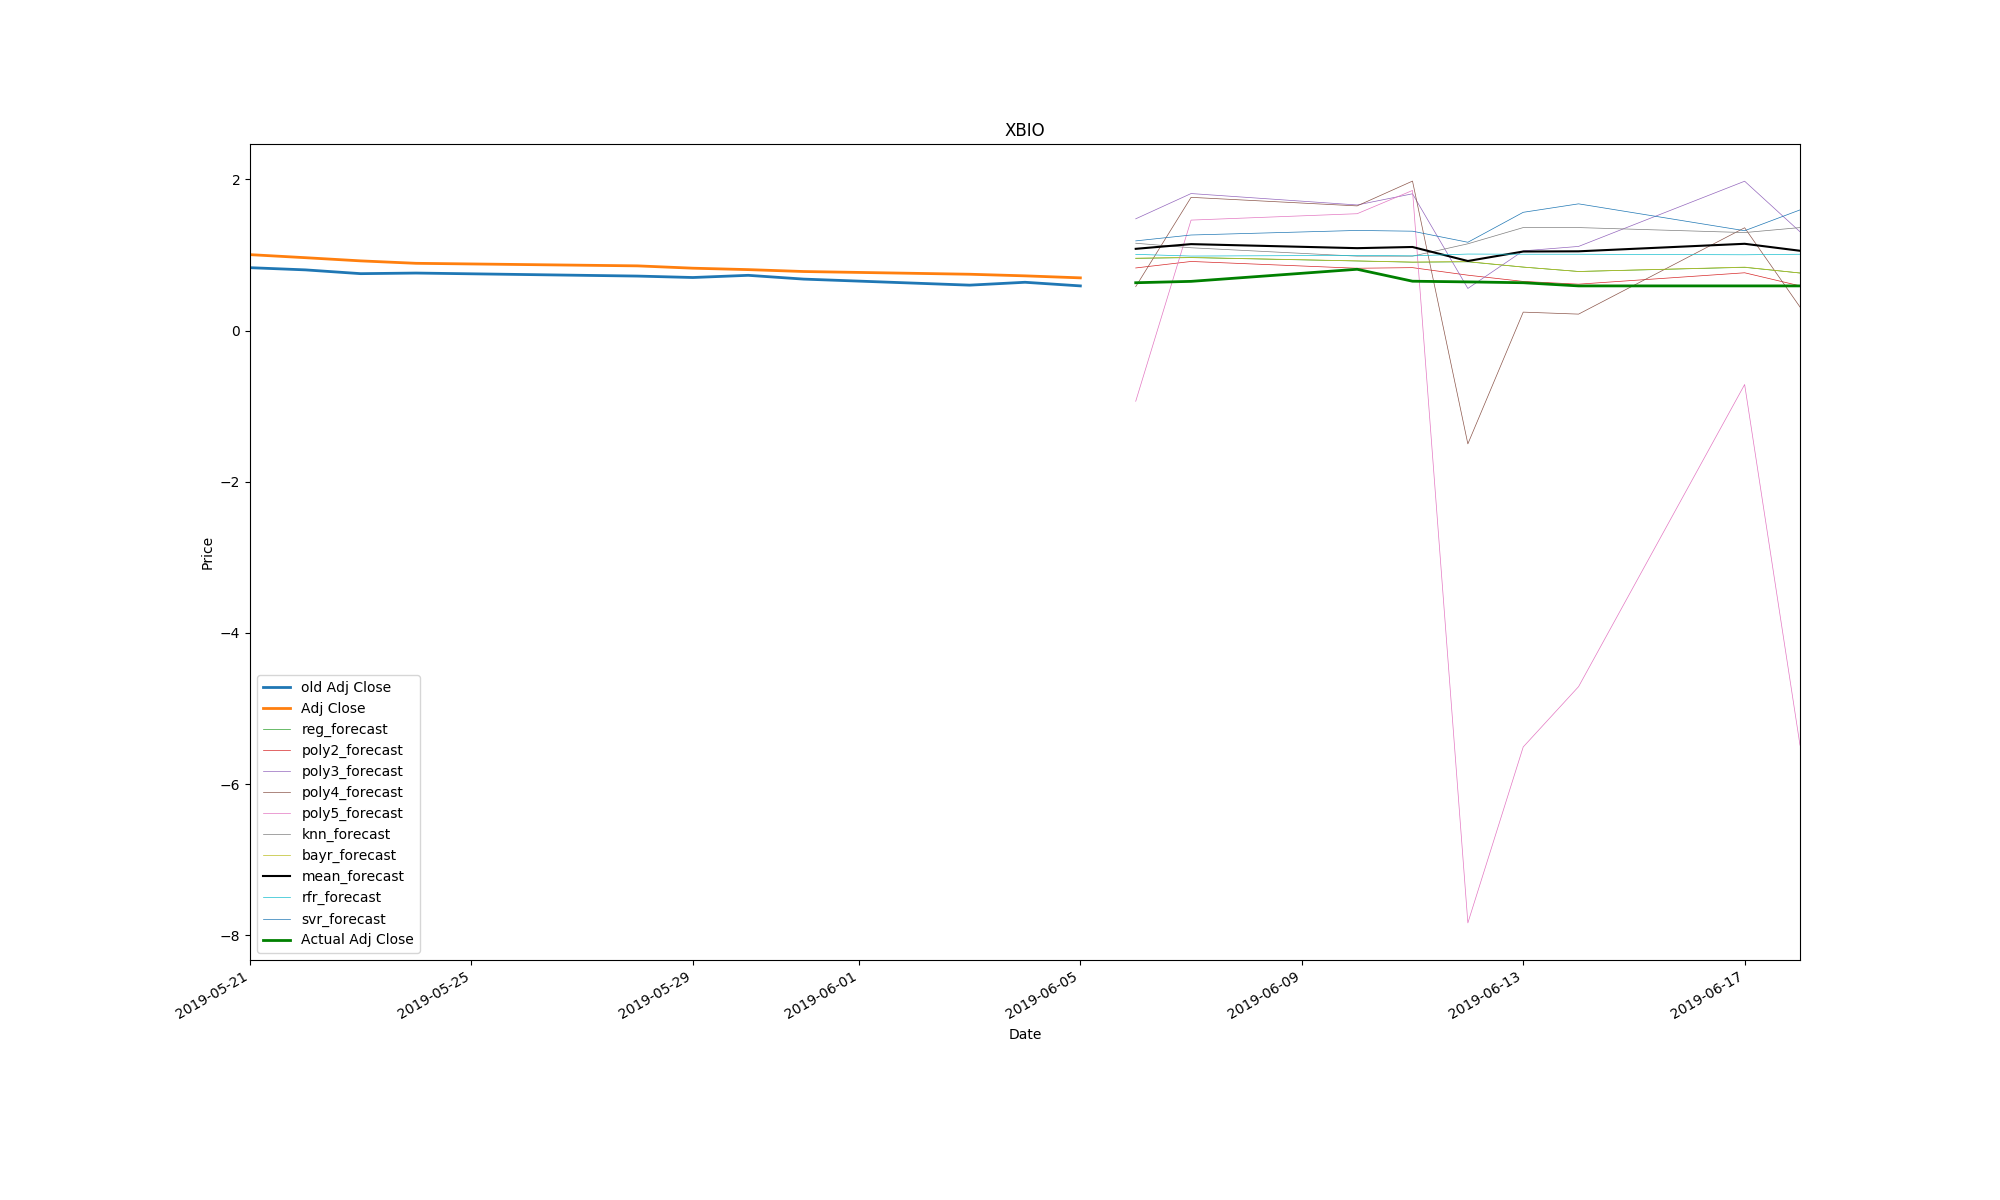 XBIO
2
0
−2
−4
−6
−8
Price
old Adj Close
Adj Close
reg_forecast
poly2_forecast
poly3_forecast
poly4_forecast
poly5_forecast
knn_forecast
bayr_forecast
mean_forecast
rfr_forecast
svr_forecast
Actual Adj Close
2019-05-21
2019-05-25
2019-05-29
2019-06-01
2019-06-05
2019-06-09
2019-06-13
2019-06-17
Date